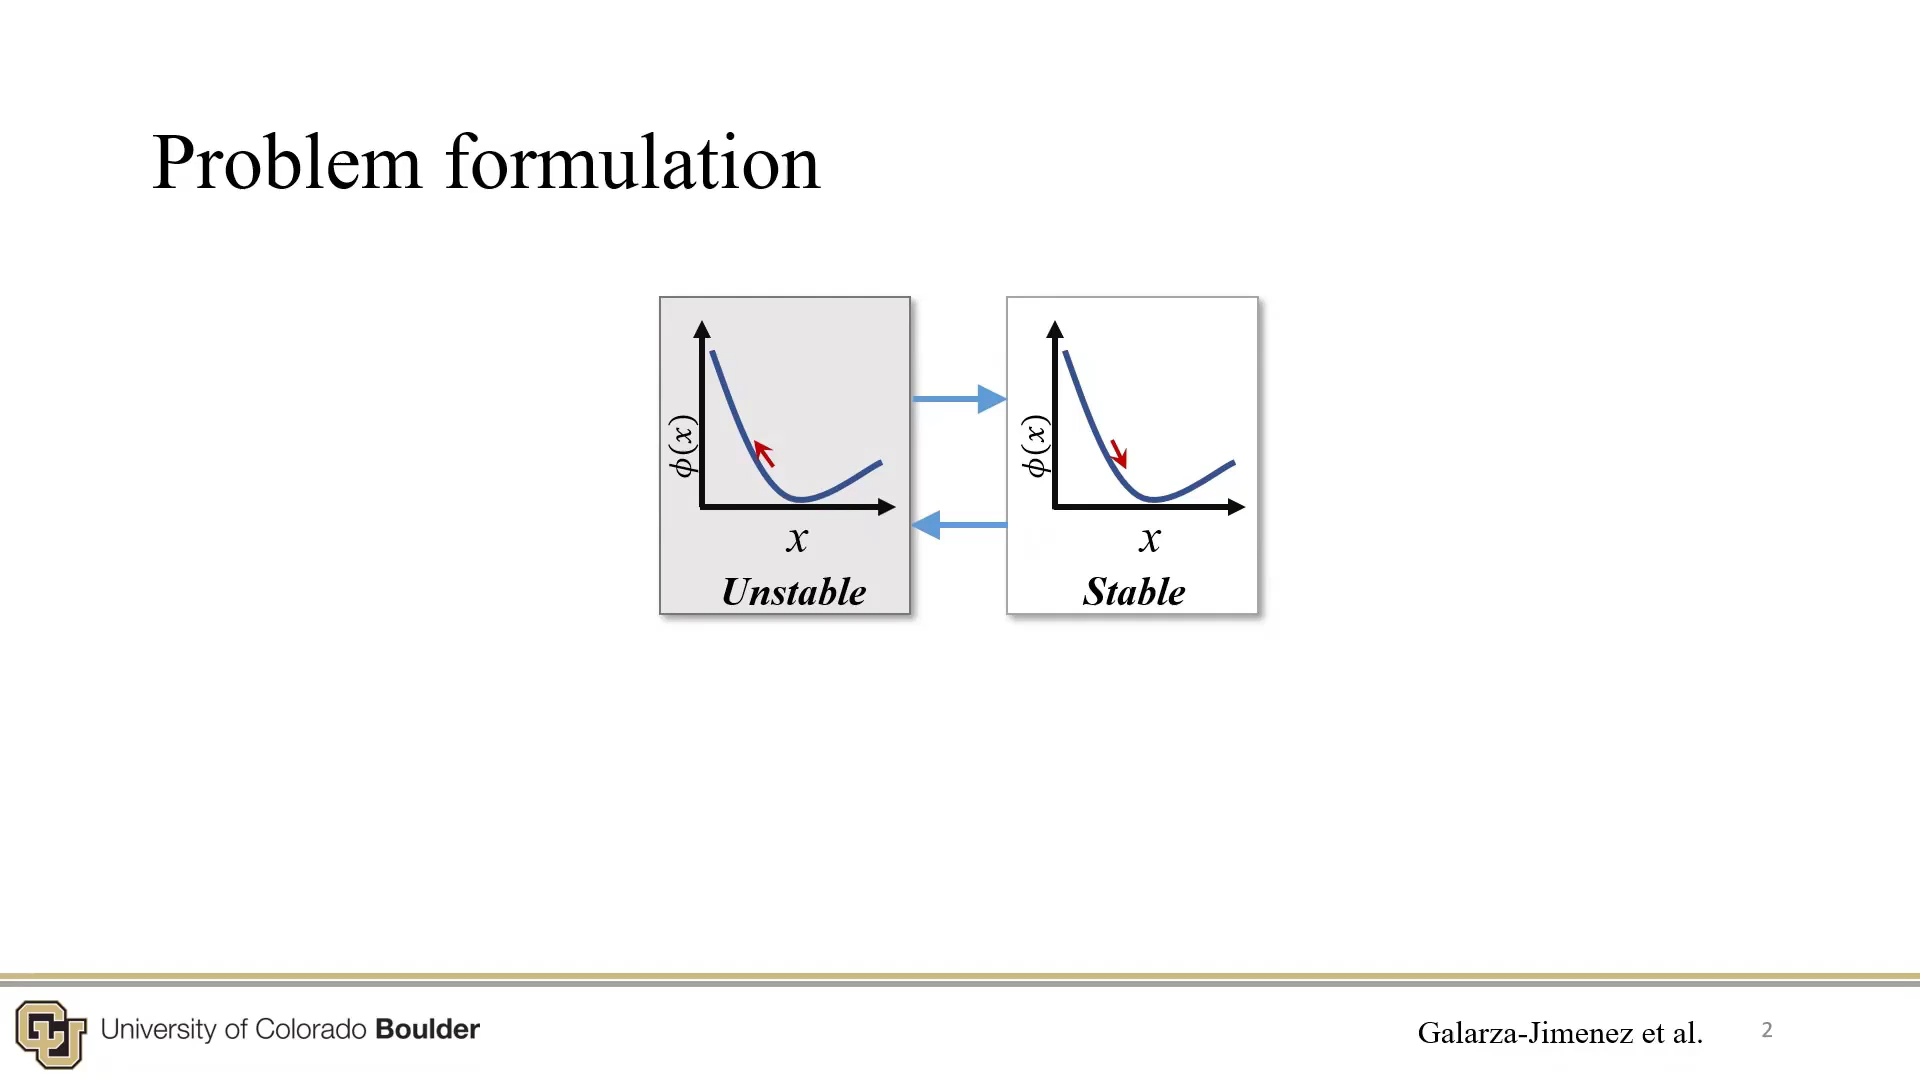 Problem formulation
ϕ(x)
x
Unstable
ϕ(x)
x
Stable
University of Colorado Boulder
Galarza-Jimenez et al.
2